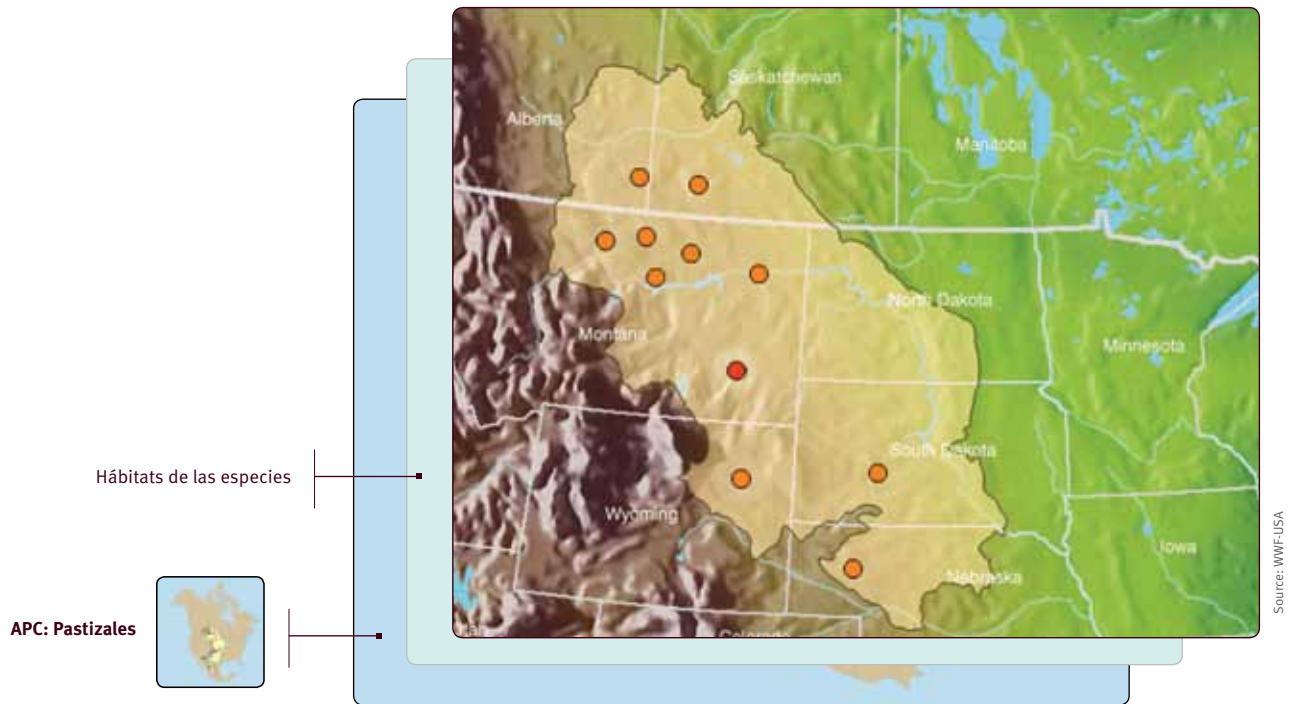 Saskatchewan
Alberta
Manitoba
North Dakota
Montana
Minnesota
South Dakota
Hábitats de las especies
Wyoming
Iowa
Nebraska
Source: WWF-USA
APC: Pastizales
Colorado